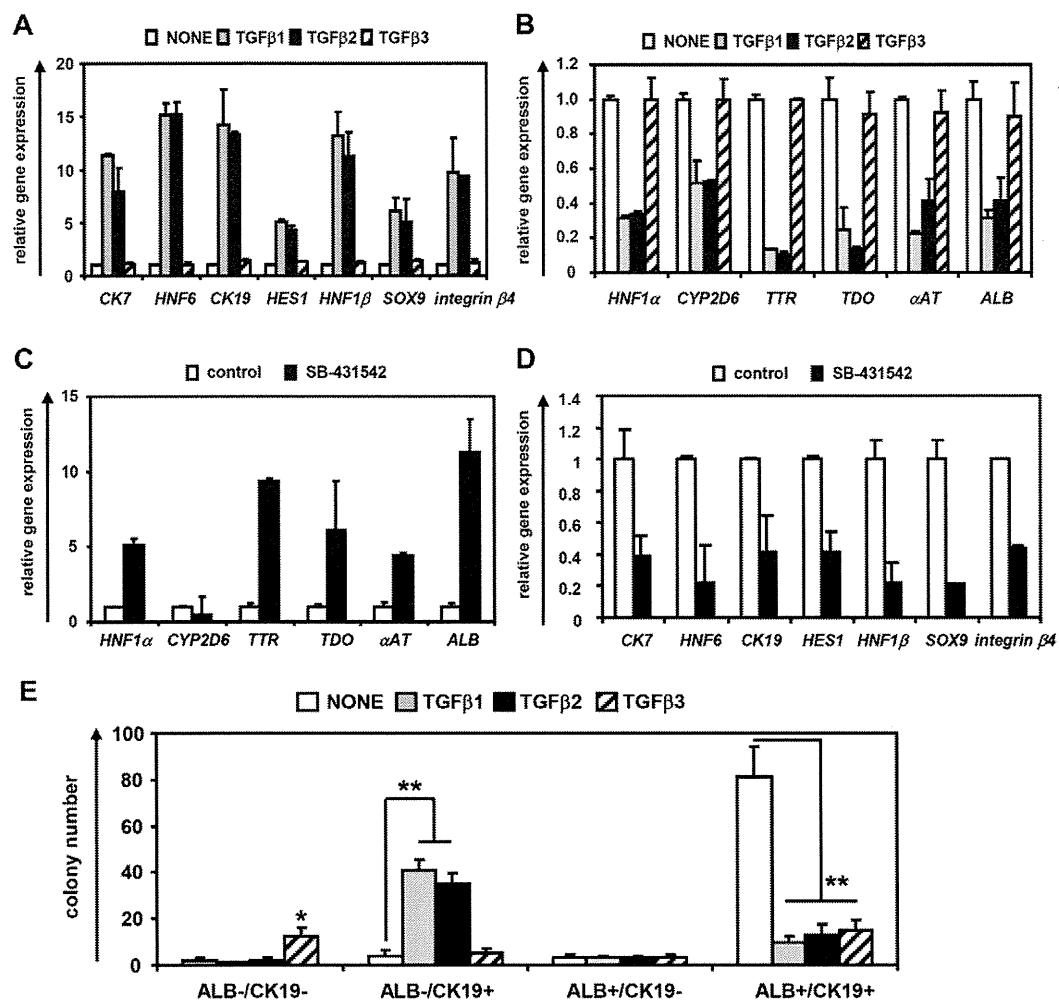 A
NONE TGFβ1 TGFβ2 TGFβ3
relative gene expression
20
15
10
5
0
CK7 HNF6 CK19 HES1 HNF1β SOX9 integrin β4
B
NONE TGFβ1 TGFβ2 TGFβ3
relative gene expression
1.2
1.0
0.8
0.6
0.4
0.2
0
HNF1α CYP2D6 TTR TDO αAT ALB
C
control SB-431542
relative gene expression
15
10
5
0
HNF1α CYP2D6 TTR TDO αAT ALB
D
control SB-431542
relative gene expression
1.4
1.2
1
0.8
0.6
0.4
0.2
0
CK7 HNF6 CK19 HES1 HNF1β SOX9 integrin β4
E
NONE TGFβ1 TGFβ2 TGFβ3
colony number
100
80
60
40
20
0
*
**
**
ALB-/CK19- ALB-/CK19+ ALB+/CK19- ALB+/CK19+